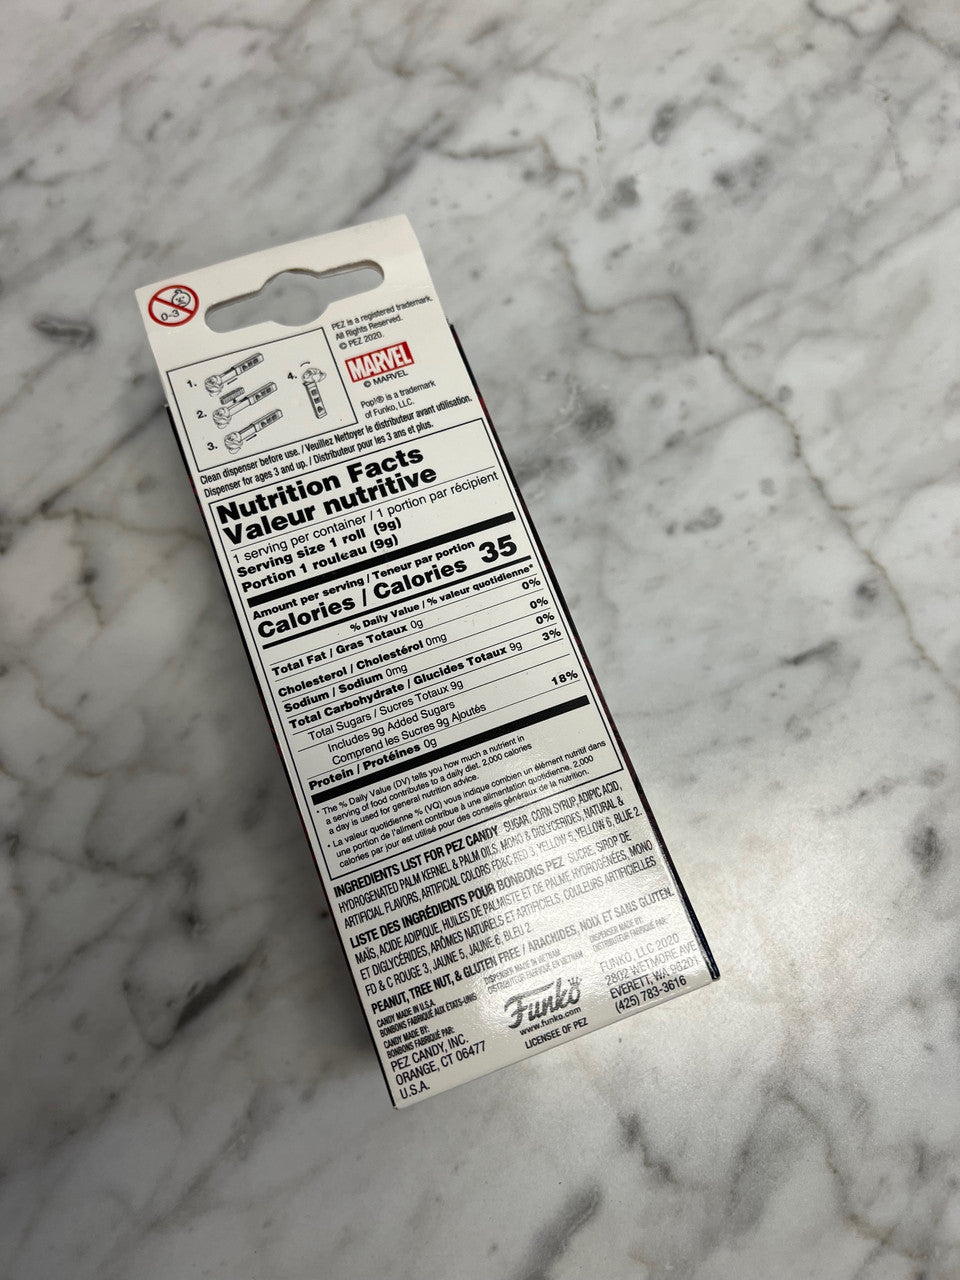 0-3
PEZ is a registered trademark.
All Rights Reserved.
© PEZ 2020.
MARVEL
© MARVEL
Pop!® is a trademark
of Funko, LLC.
1.
2.
3.
4.
Clean dispenser before use. / Veuillez Nettoyer le distributeur avant utilisation.
Dispenser for ages 3 and up. / Distributeur pour les 3 ans et plus.
Nutrition Facts
Valeur nutritive
1 serving per container / 1 portion par récipient
Serving size 1 roll (9g)
Portion 1 rouleau (9g)
Amount per serving / Teneur par portion
Calories / Calories 35
% Daily Value / % valeur quotidienne*
Total Fat / Gras Totaux 0g 0%
Cholesterol / Cholestérol 0mg 0%
Sodium / Sodium 0mg 0%
Total Carbohydrate / Glucides Totaux 9g 3%
Total Sugars / Sucres Totaux 9g
Includes 9g Added Sugars 18%
Comprend les Sucres 9g Ajoutés
Protein / Protéines 0g
* The % Daily Value (DV) tells you how much a nutrient in
a serving of food contributes to a daily diet. 2,000 calories
a day is used for general nutrition advice.
* La valeur quotidienne % (VQ) vous indique combien un élément nutritif dans
une portion de l'aliment contribue à une alimentation quotidienne. 2,000
calories par jour est utilisé pour des conseils généraux de la nutrition.
INGREDIENTS LIST FOR PEZ CANDY SUGAR, CORN SYRUP, ADIPIC ACID,
HYDROGENATED PALM KERNEL & PALM OILS, MONO & DIGLYCERIDES, NATURAL &
ARTIFICIAL FLAVORS, ARTIFICIAL COLORS FD&C RED 3, YELLOW 5, YELLOW 6, BLUE 2.
LISTE DES INGRÉDIENTS POUR BONBONS PEZ SUCRE, SIROP DE
MAÏS, ACIDE ADIPIQUE, HUILES DE PALMISTE ET DE PALME HYDROGÉNÉES, MONO
ET DIGLYCÉRIDES, ARÔMES NATURELS ET ARTIFICIELS, COULEURS ARTIFICIELLES
FD & C ROUGE 3, JAUNE 5, JAUNE 6, BLEU 2
PEANUT, TREE NUT, & GLUTEN FREE / ARACHIDES, NOIX ET SANS GLUTEN.
CANDY MADE IN U.S.A.
BONBONS FABRIQUÉ AUX ÉTATS-UNIS
CANDY MADE BY:
BONBONS FABRIQUÉ PAR:
PEZ CANDY, INC.
ORANGE, CT 06477
U.S.A.
DISPENSER MADE IN VIETNAM
DISTRIBUTEUR FABRIQUÉ EN VIETNAM
Funko
www.funko.com
LICENSEE OF PEZ
DISPENSER MADE BY:
DISTRIBUTEUR FABRIQUÉ PAR:
FUNKO, LLC 2020
2802 WETMORE AVE
EVERETT, WA 98201
(425) 783-3616